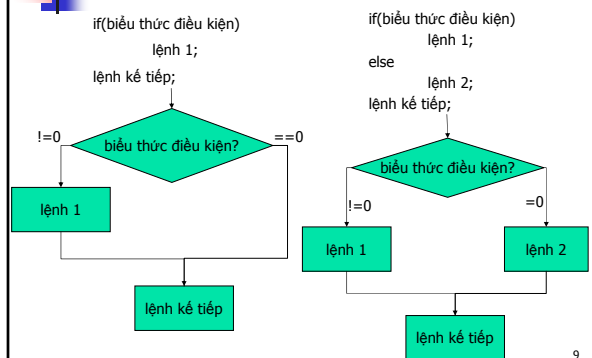 if(biểu thức điều kiện)
lệnh 1;
lệnh kế tiếp;
!=0
biểu thức điều kiện?
==0
lệnh 1
lệnh kế tiếp
if(biểu thức điều kiện)
lệnh 1;
else
lệnh 2;
lệnh kế tiếp;
biểu thức điều kiện?
!=0
=0
lệnh 1
lệnh 2
lệnh kế tiếp
9